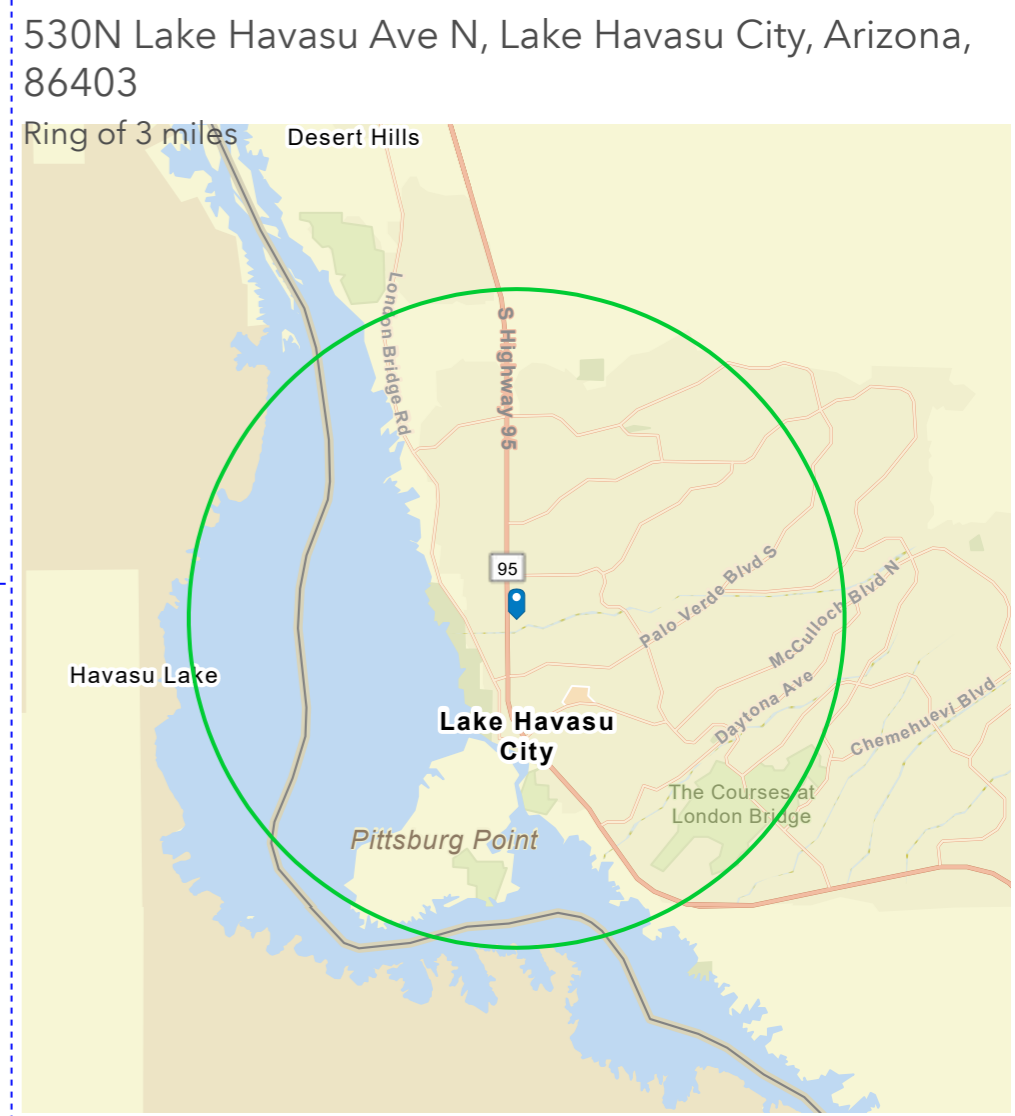 530N Lake Havasu Ave N, Lake Havasu City, Arizona,
86403
Ring of 3 miles
Desert Hills
London Bridge Rd
S Highway 95
95
Palo Verde Blvd S
McCulloch Blvd N
Havasu Lake
Daytona Ave
Chemehuevi Blvd
Lake Havasu
City
The Courses at
London Bridge
Pittsburg Point